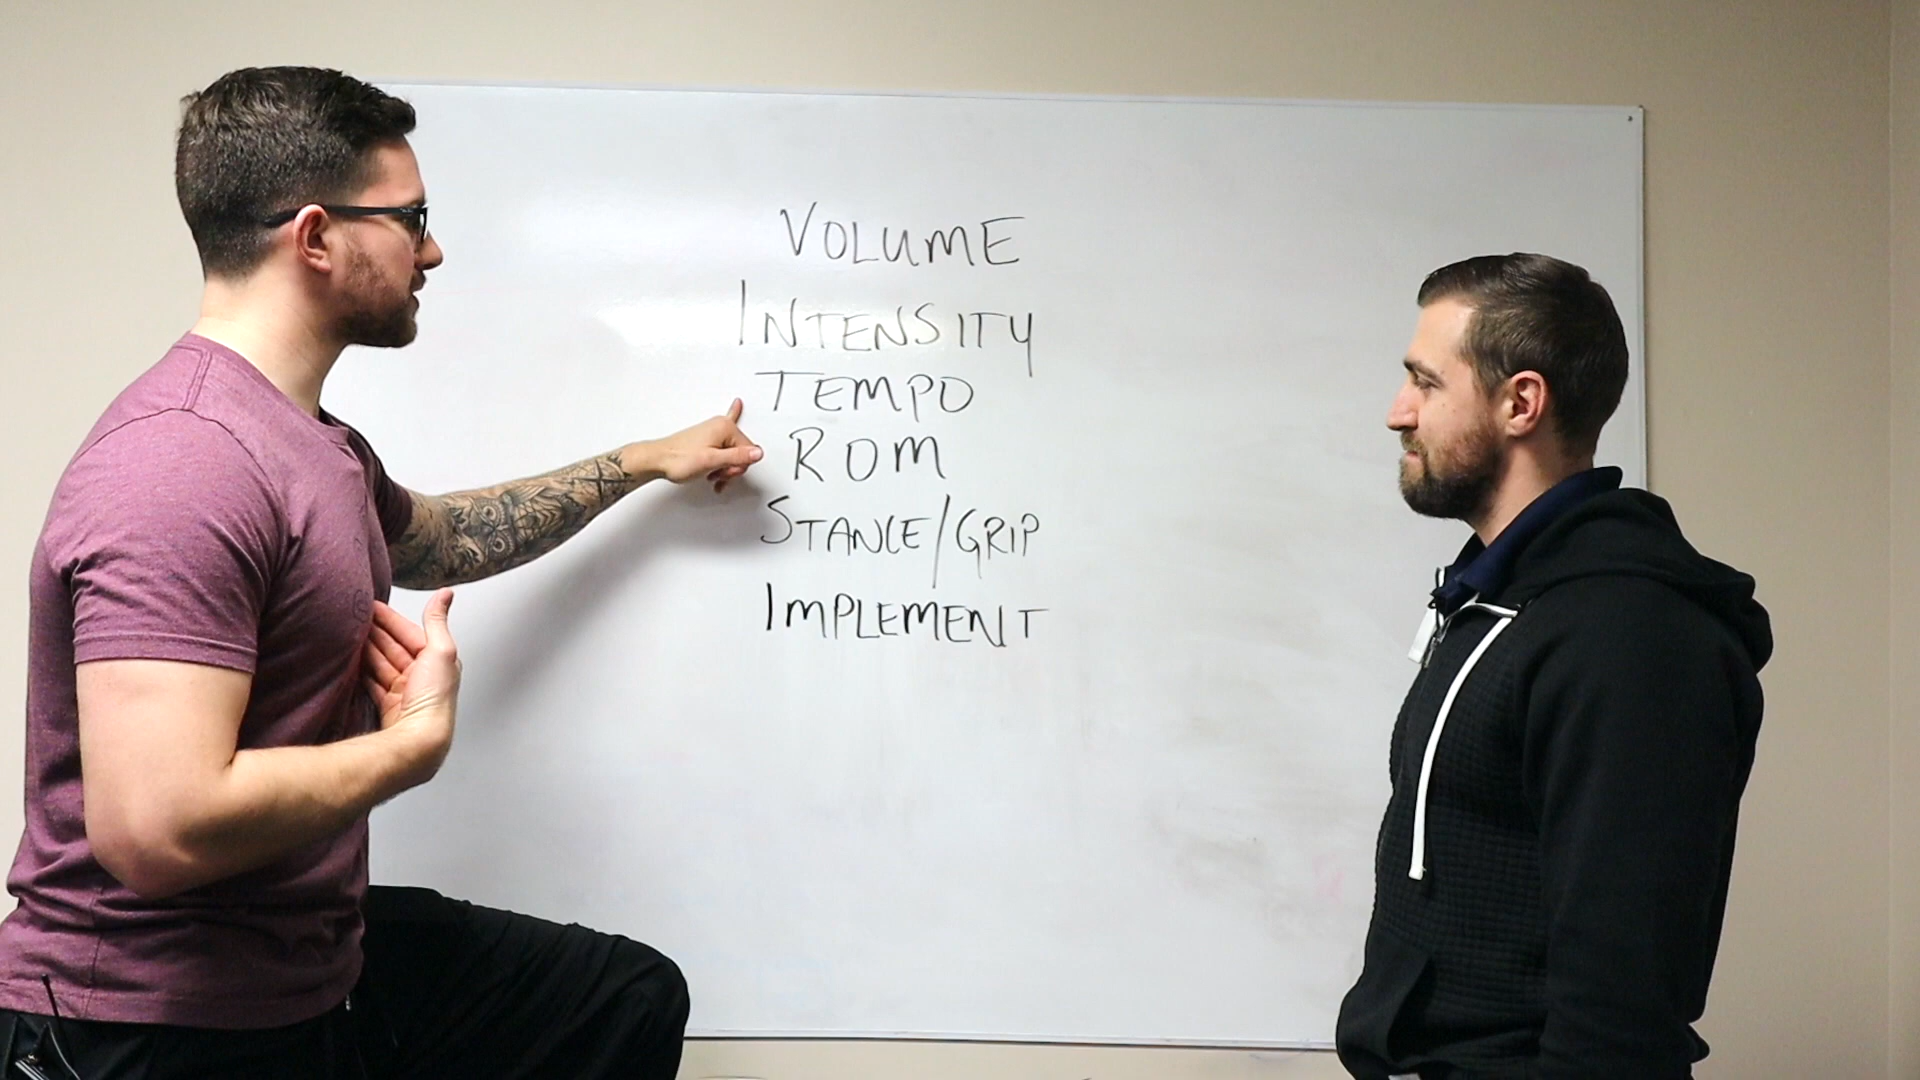 VOLUME
INTENSITY
TEMPO
ROM
STANCE/GRIP
IMPLEMENT